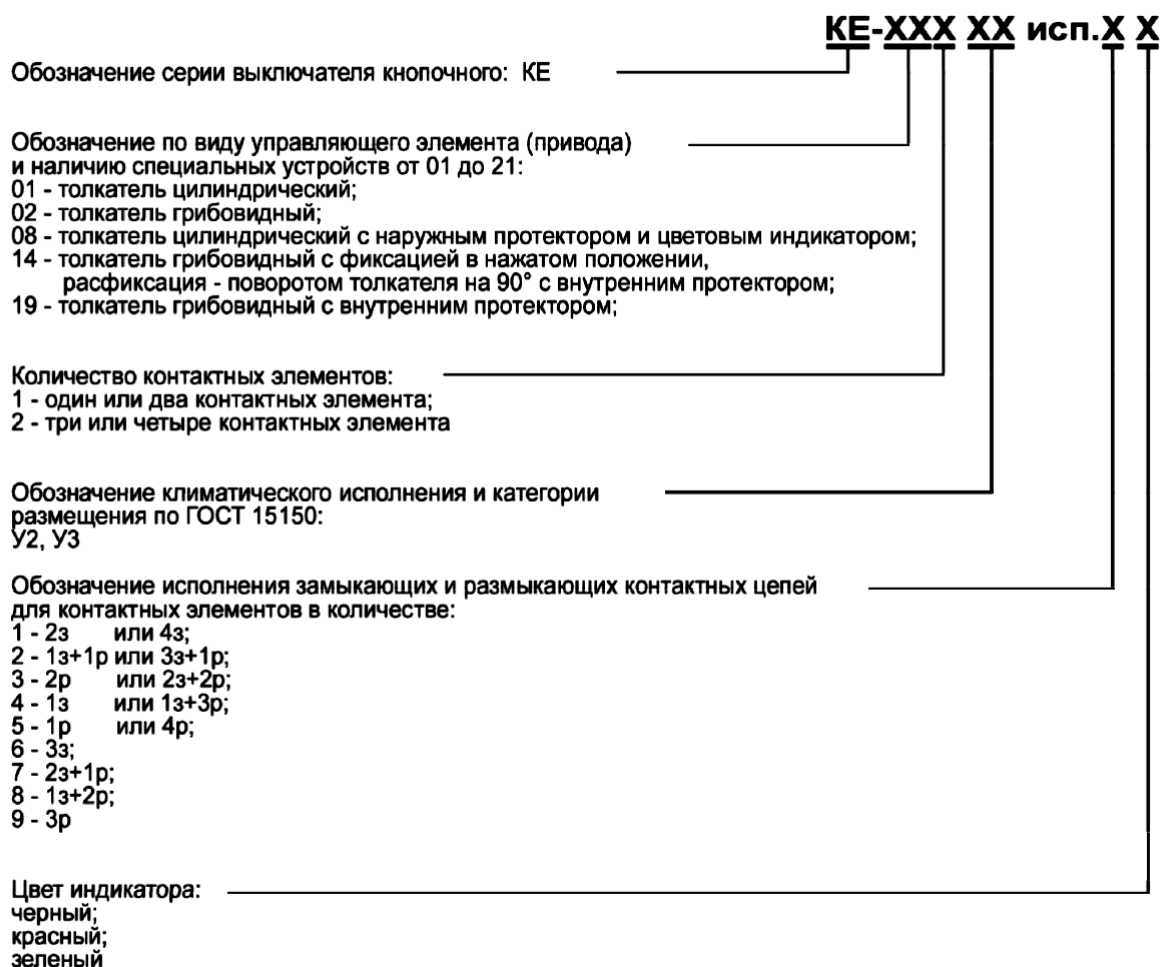 КЕ-ХХХ ХХ исп.Х Х
Обозначение серии выключателя кнопочного: КЕ
Обозначение по виду управляющего элемента (привода)
и наличию специальных устройств от 01 до 21:
01 - толкатель цилиндрический;
02 - толкатель грибовидный;
08 - толкатель цилиндрический с наружным протектором и цветовым индикатором;
14 - толкатель грибовидный с фиксацией в нажатом положении,
расфиксация - поворотом толкателя на 90° с внутренним протектором;
19 - толкатель грибовидный с внутренним протектором;
Количество контактных элементов:
1 - один или два контактных элемента;
2 - три или четыре контактных элемента
Обозначение климатического исполнения и категории
размещения по ГОСТ 15150:
У2, У3
Обозначение исполнения замыкающих и размыкающих контактных цепей
для контактных элементов в количестве:
1 - 2з или 4з;
2 - 1з+1р или 3з+1р;
3 - 2р или 2з+2р;
4 - 1з или 1з+3р;
5 - 1р или 4р;
6 - 3з;
7 - 2з+1р;
8 - 1з+2р;
9 - 3р
Цвет индикатора:
черный;
красный;
зеленый